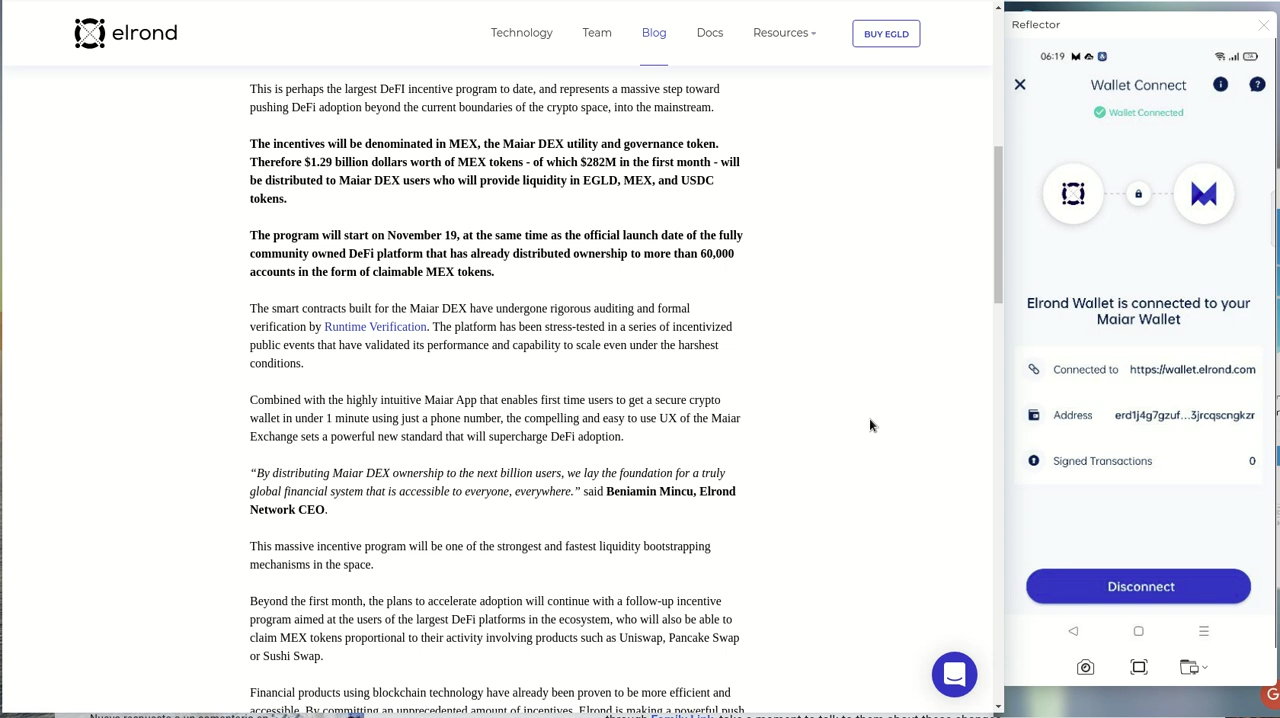 elrond
Technology
Team
Blog
Docs
Resources
BUY EGLD
This is perhaps the largest DeFI incentive program to date, and represents a massive step toward
pushing DeFi adoption beyond the current boundaries of the crypto space, into the mainstream.
The incentives will be denominated in MEX, the Maiar DEX utility and governance token.
Therefore $1.29 billion dollars worth of MEX tokens - of which $282M in the first month - will
be distributed to Maiar DEX users who will provide liquidity in EGLD, MEX, and USDC
tokens.
The program will start on November 19, at the same time as the official launch date of the fully
community owned DeFi platform that has already distributed ownership to more than 60,000
accounts in the form of claimable MEX tokens.
The smart contracts built for the Maiar DEX have undergone rigorous auditing and formal
verification by Runtime Verification. The platform has been stress-tested in a series of incentivized
public events that have validated its performance and capability to scale even under the harshest
conditions.
Combined with the highly intuitive Maiar App that enables first time users to get a secure crypto
wallet in under 1 minute using just a phone number, the compelling and easy to use UX of the Maiar
Exchange sets a powerful new standard that will supercharge DeFi adoption.
“By distributing Maiar DEX ownership to the next billion users, we lay the foundation for a truly
global financial system that is accessible to everyone, everywhere.” said Beniamin Mincu, Elrond
Network CEO.
This massive incentive program will be one of the strongest and fastest liquidity bootstrapping
mechanisms in the space.
Beyond the first month, the plans to accelerate adoption will continue with a follow-up incentive
program aimed at the users of the largest DeFi platforms in the ecosystem, who will also be able to
claim MEX tokens proportional to their activity involving products such as Uniswap, Pancake Swap
or Sushi Swap.
Financial products using blockchain technology have already been proven to be more efficient and
accessible. By committing an unprecedented amount of incentives, Elrond is making a powerful push
Reflector
06:19
Wallet Connect
Wallet Connected
Elrond Wallet is connected to your
Maiar Wallet
Connected to https://wallet.elrond.com
Address erd1j4g7gzuf...3jrcqscngkzr
Signed Transactions 0
Disconnect